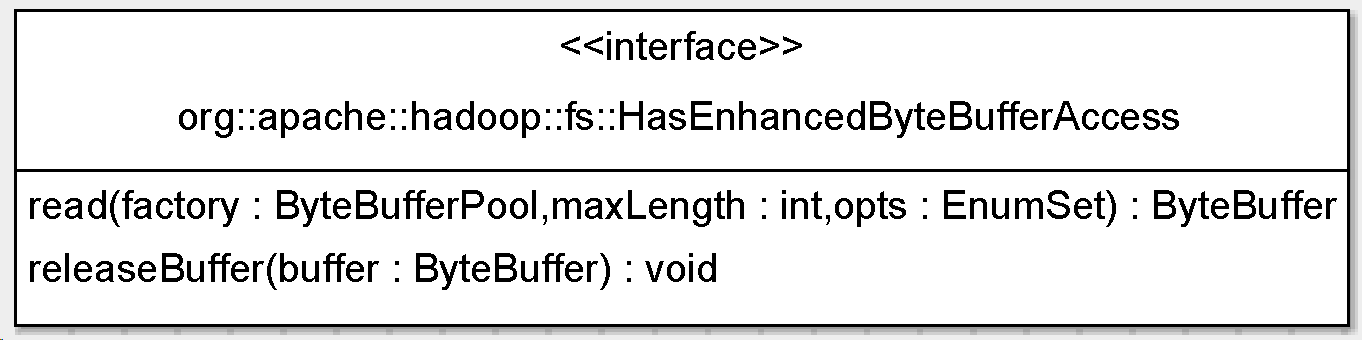 <<interface>>
org::apache::hadoop::fs::HasEnhancedByteBufferAccess
read(factory : ByteBufferPool,maxLength : int,opts : EnumSet) : ByteBuffer
releaseBuffer(buffer : ByteBuffer) : void